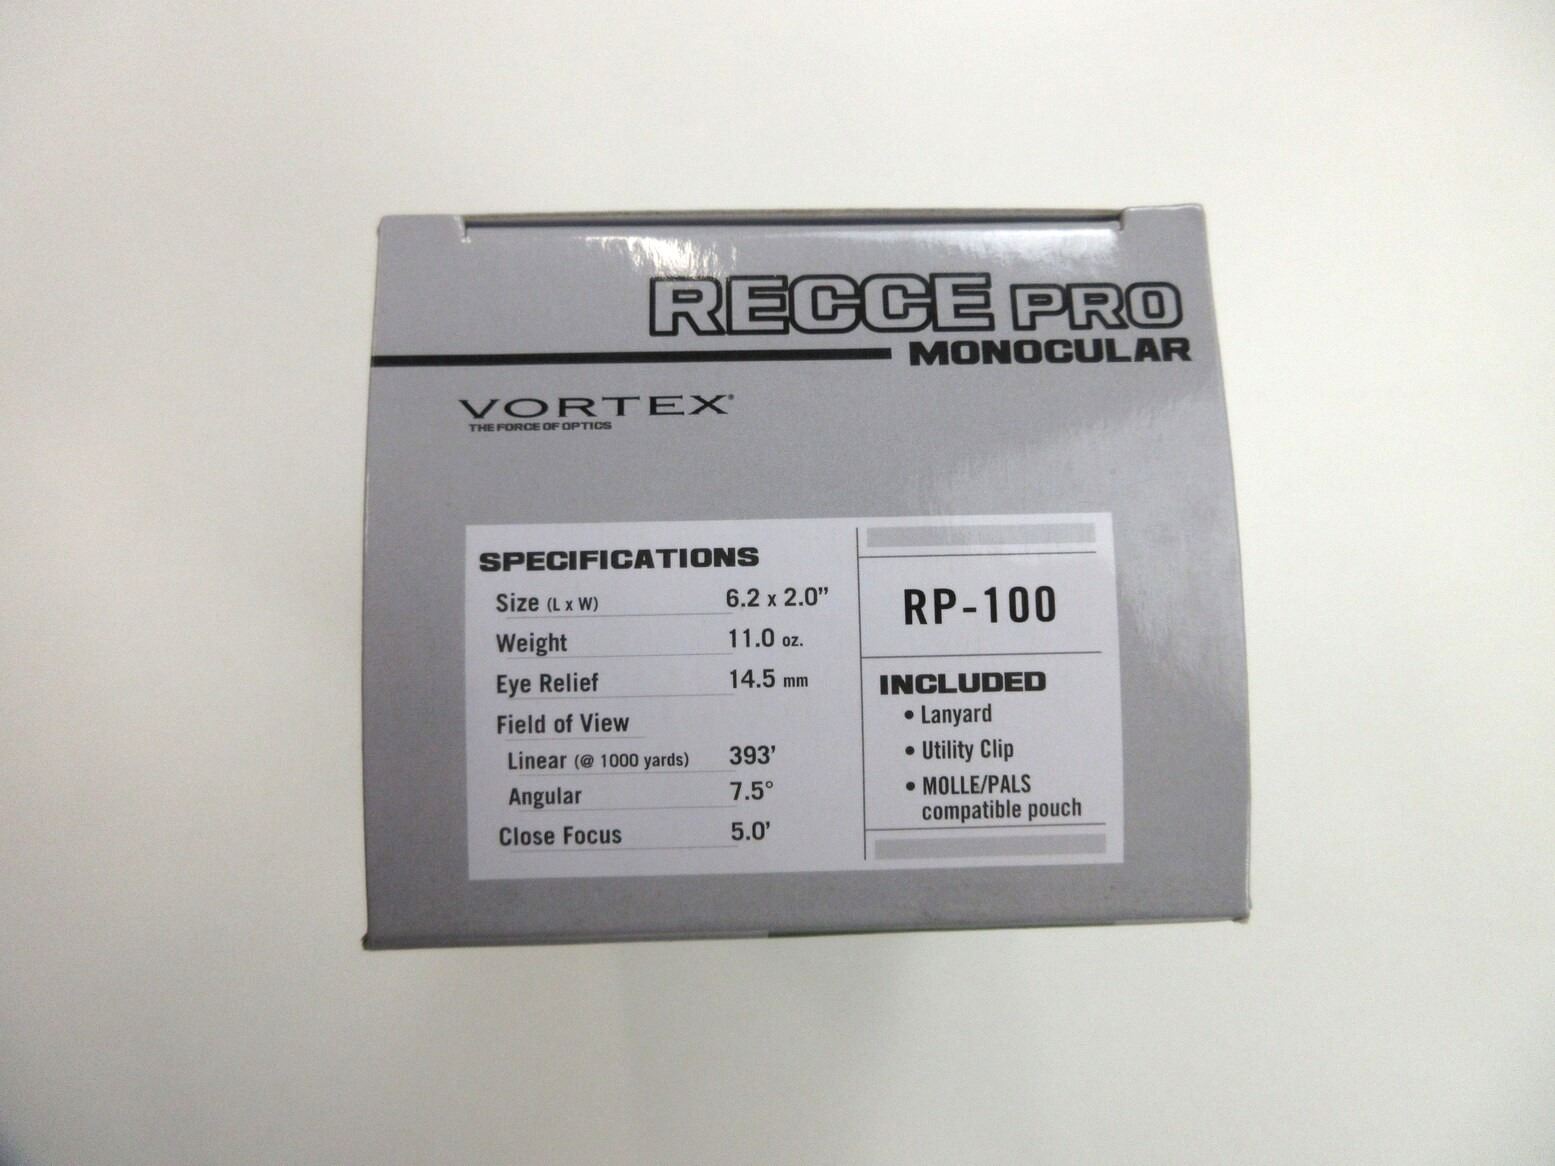 RECCE PRO
MONOCULAR
VORTEX®
THE FORCE OF OPTICS
SPECIFICATIONS
Size (L x W) 6.2 x 2.0”
Weight 11.0 oz.
Eye Relief 14.5 mm
Field of View
Linear (@ 1000 yards) 393’
Angular 7.5°
Close Focus 5.0’
RP-100
INCLUDED
• Lanyard
• Utility Clip
• MOLLE/PALS
compatible pouch